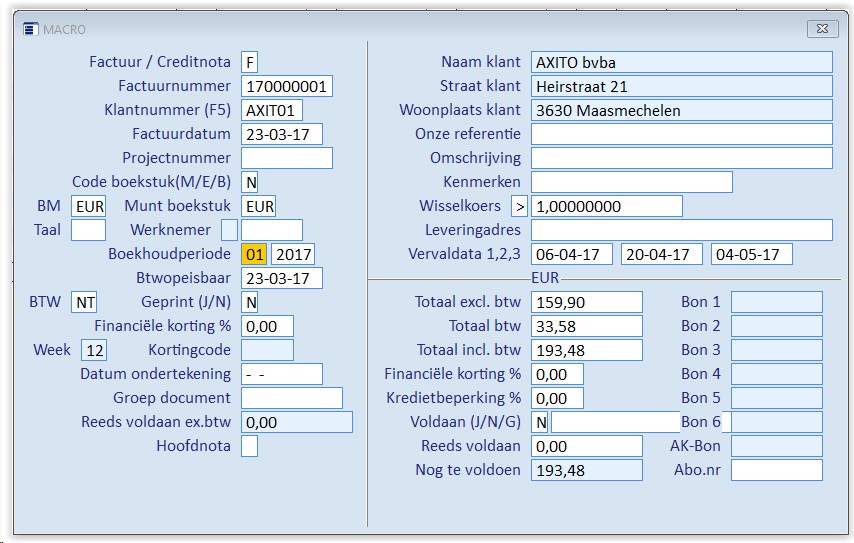 MACRO
Factuur / Creditnota F
Factuurnummer 170000001
Klantnummer (F5) AXIT01
Factuurdatum 23-03-17
Projectnummer
Code boekstuk(M/E/B) N
BM EUR Munt boekstuk EUR
Taal Werknemer
Boekhoudperiode 01 2017
Btwopeisbaar 23-03-17
BTW NT Geprint (J/N) N
Financiële korting % 0,00
Week 12 Kortingcode
Datum ondertekening - -
Groep document
Reeds voldaan ex.btw 0,00
Hoofdnota
Naam klant AXITO bvba
Straat klant Heirstraat 21
Woonplaats klant 3630 Maasmechelen
Onze referentie
Omschrijving
Kenmerken
Wisselkoers > 1,00000000
Leveringadres
Vervaldata 1,2,3 06-04-17 20-04-17 04-05-17
EUR
Totaal excl. btw 159,90 Bon 1
Totaal btw 33,58 Bon 2
Totaal incl. btw 193,48 Bon 3
Financiële korting % 0,00 Bon 4
Kredietbeperking % 0,00 Bon 5
Voldaan (J/N/G) N Bon 6
Reeds voldaan 0,00 AK-Bon
Nog te voldoen 193,48 Abo.nr